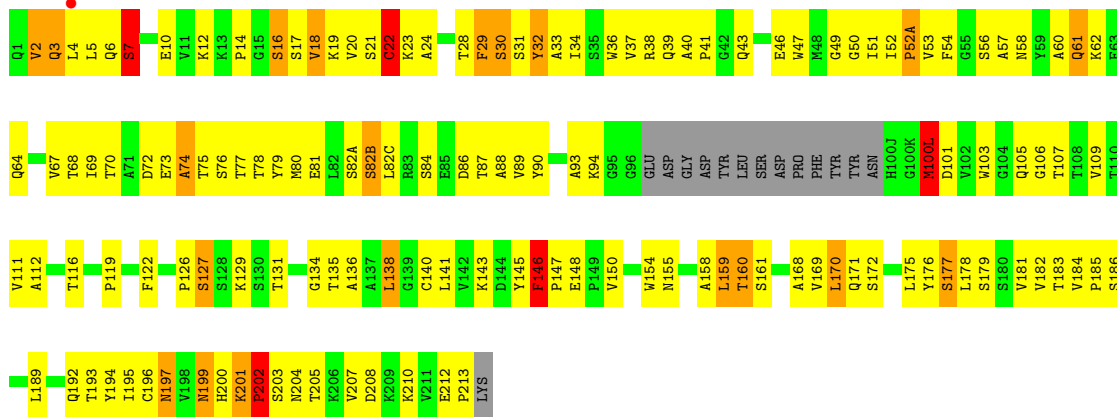 Q1 V2 Q3 L4 L5 Q6 S7 E10 V11 K12 K13 P14 G15 S16 S17 V18 K19 V20 S21 C22 K23 A24 T28 F29 S30 S31 Y32 A33 I34 S35 W36 V37 R38 Q39 A40 P41 G42 Q43 E46 W47 M48 G49 G50 I51 I52 P52A V53 F54 G55 S56 A57 N58 Y59 A60 Q61 K62 F63
Q64 V67 T68 I69 T70 A71 D72 E73 A74 T75 S76 T77 T78 Y79 M80 E81 L82 S82A S82B L82C R83 S84 E85 D86 T87 A88 V89 Y90 A93 K94 G95 G96 GLU ASP GLY ASP TYR LEU SER ASP PRO PHE TYR TYR ASN H100J G100K M100L D101 V102 W103 G104 Q105 G106 T107 T108 V109 T110
V111 A112 T116 P119 F122 P126 S127 S128 K129 S130 T131 G134 T135 A136 A137 L138 G139 C140 L141 V142 K143 D144 Y145 F146 P147 E148 P149 V150 W154 N155 A158 L159 T160 S161 A168 V169 L170 Q171 S172 L175 Y176 S177 L178 S179 S180 V181 V182 T183 V184 P185 S186
L189 Q192 T193 Y194 I195 C196 N197 V198 N199 H200 K201 P202 S203 N204 T205 K206 V207 D208 K209 K210 V211 E212 P213 LYS